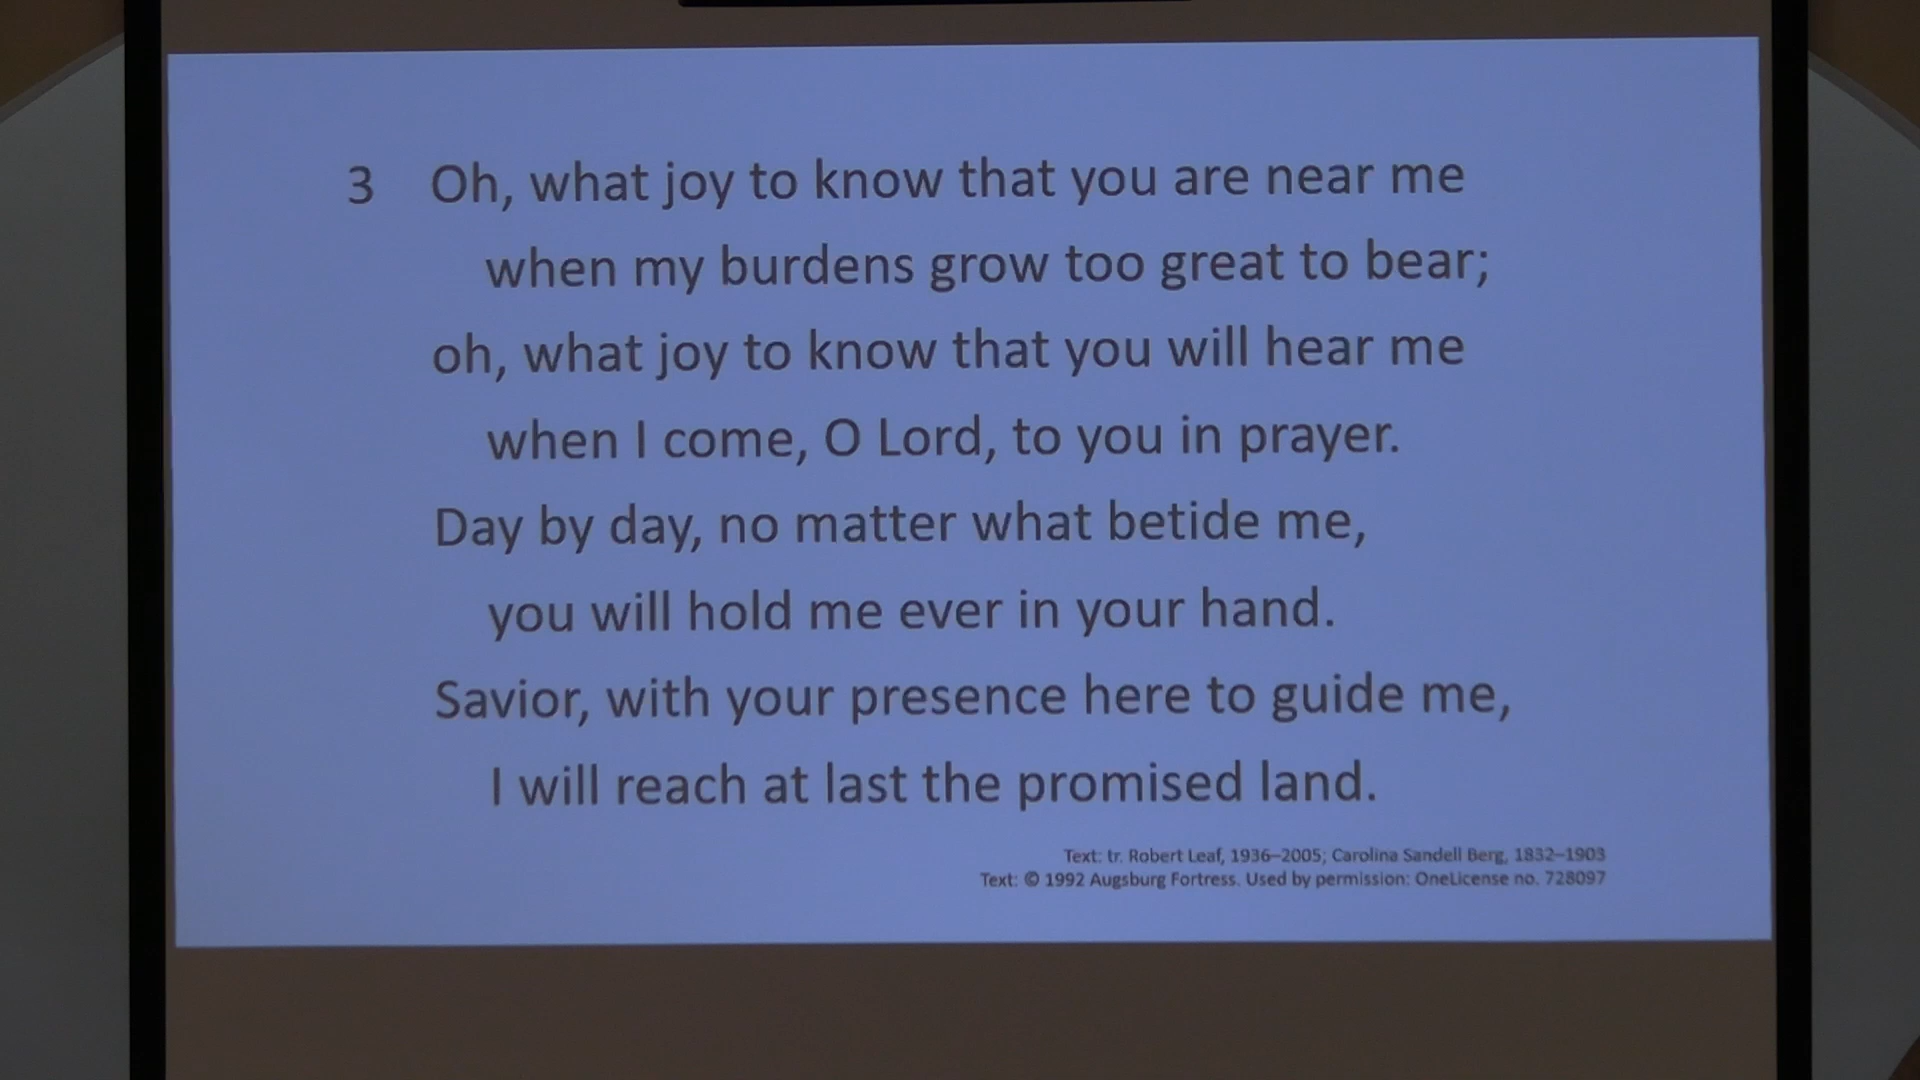 3 Oh, what joy to know that you are near me
when my burdens grow too great to bear;
oh, what joy to know that you will hear me
when I come, O Lord, to you in prayer.
Day by day, no matter what betide me,
you will hold me ever in your hand.
Savior, with your presence here to guide me,
I will reach at last the promised land.
Text: tr. Robert Leaf, 1936–2005; Carolina Sandell Berg, 1832–1903
Text: © 1992 Augsburg Fortress. Used by permission: OneLicense no. 728097